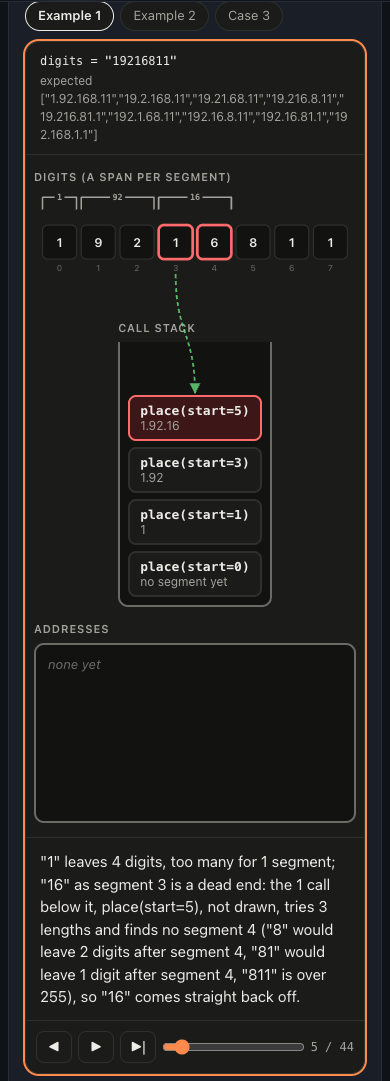 Example 1 Example 2 Case 3
digits = "19216811"
expected
["1.92.168.11","19.2.168.11","19.21.68.11","19.216.8.11","
19.216.81.1","192.1.68.11","192.16.8.11","192.16.81.1","19
2.168.1.1"]
DIGITS (A SPAN PER SEGMENT)
1 92 16
1 9 2 1 6 8 1 1
0 1 2 3 4 5 6 7
CALL STACK
place(start=5)
1.92.16
place(start=3)
1.92
place(start=1)
1
place(start=0)
no segment yet
ADDRESSES
none yet
"1" leaves 4 digits, too many for 1 segment;
"16" as segment 3 is a dead end: the 1 call
below it, place(start=5), not drawn, tries 3
lengths and finds no segment 4 ("8" would
leave 2 digits after segment 4, "81" would
leave 1 digit after segment 4, "811" is over
255), so "16" comes straight back off.
5 / 44